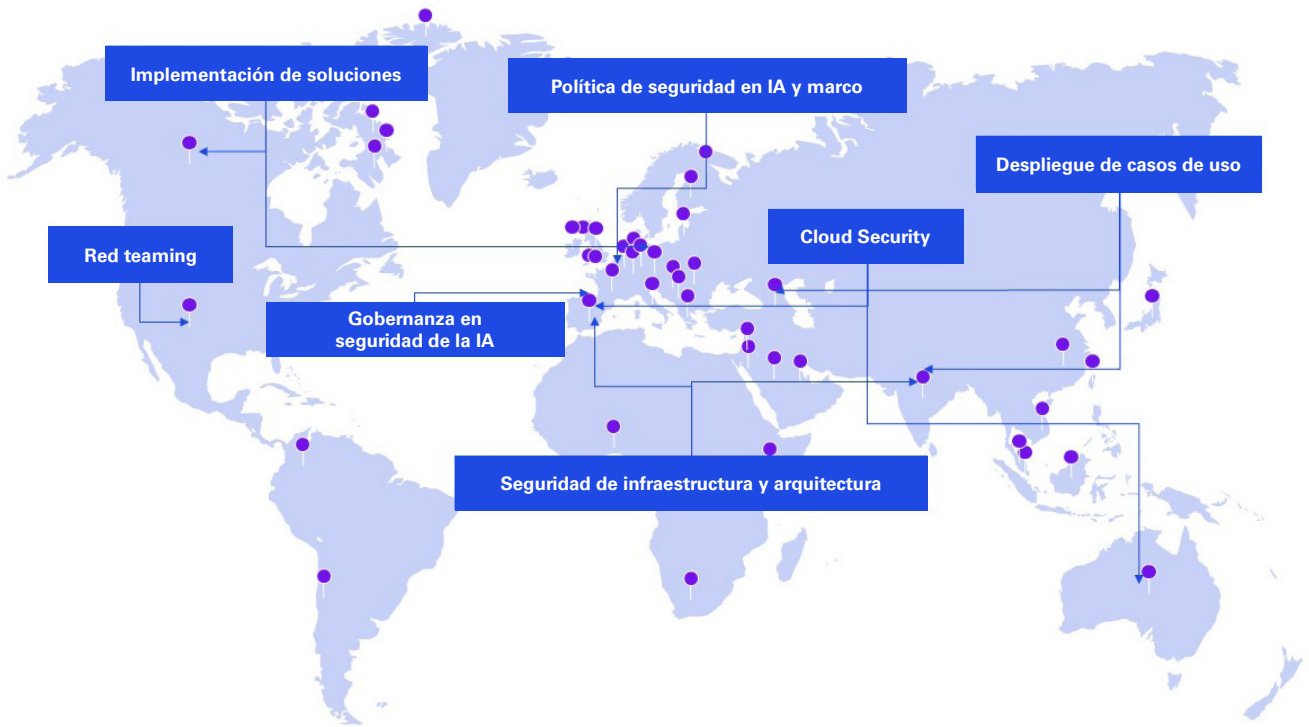 Implementación de soluciones
Política de seguridad en IA y marco
Despliegue de casos de uso
Red teaming
Cloud Security
Gobernanza en
seguridad de la IA
Seguridad de infraestructura y arquitectura